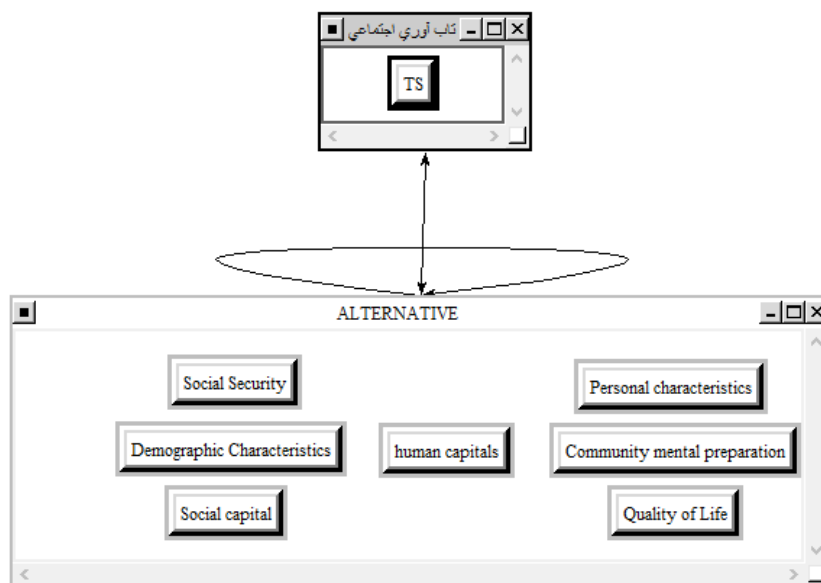 تاب آوري اجتماعي
TS
ALTERNATIVE
Social Security
Personal characteristics
Demographic Characteristics
human capitals
Community mental preparation
Social capital
Quality of Life